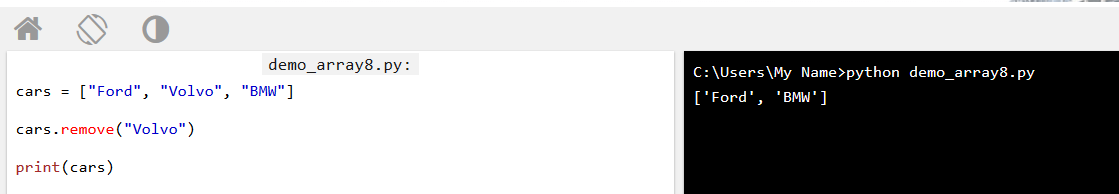 demo_array8.py:
cars = ["Ford", "Volvo", "BMW"]
cars.remove("Volvo")
print(cars)
C:\Users\My Name>python demo_array8.py
['Ford', 'BMW']